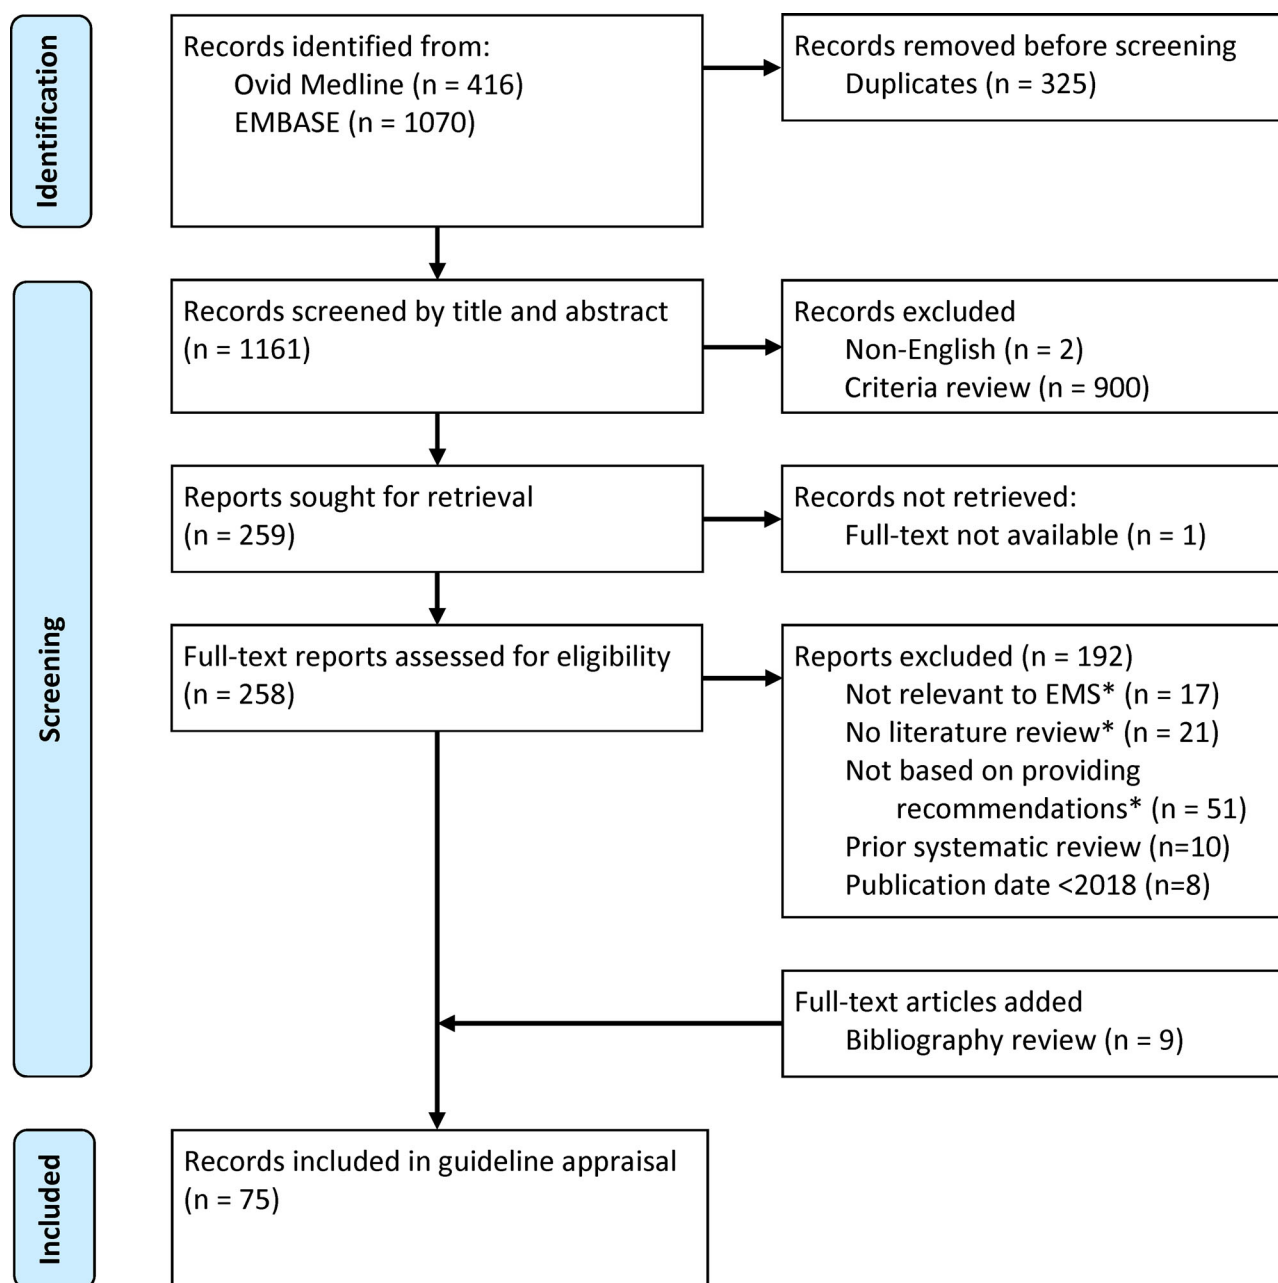 Identification
Records identified from:
Ovid Medline (n = 416)
EMBASE (n = 1070)
Records removed before screening
Duplicates (n = 325)
Screening
Records screened by title and abstract
(n = 1161)
Records excluded
Non-English (n = 2)
Criteria review (n = 900)
Reports sought for retrieval
(n = 259)
Records not retrieved:
Full-text not available (n = 1)
Full-text reports assessed for eligibility
(n = 258)
Reports excluded (n = 192)
Not relevant to EMS* (n = 17)
No literature review* (n = 21)
Not based on providing
recommendations* (n = 51)
Prior systematic review (n=10)
Publication date <2018 (n=8)
Full-text articles added
Bibliography review (n = 9)
Included
Records included in guideline appraisal
(n = 75)